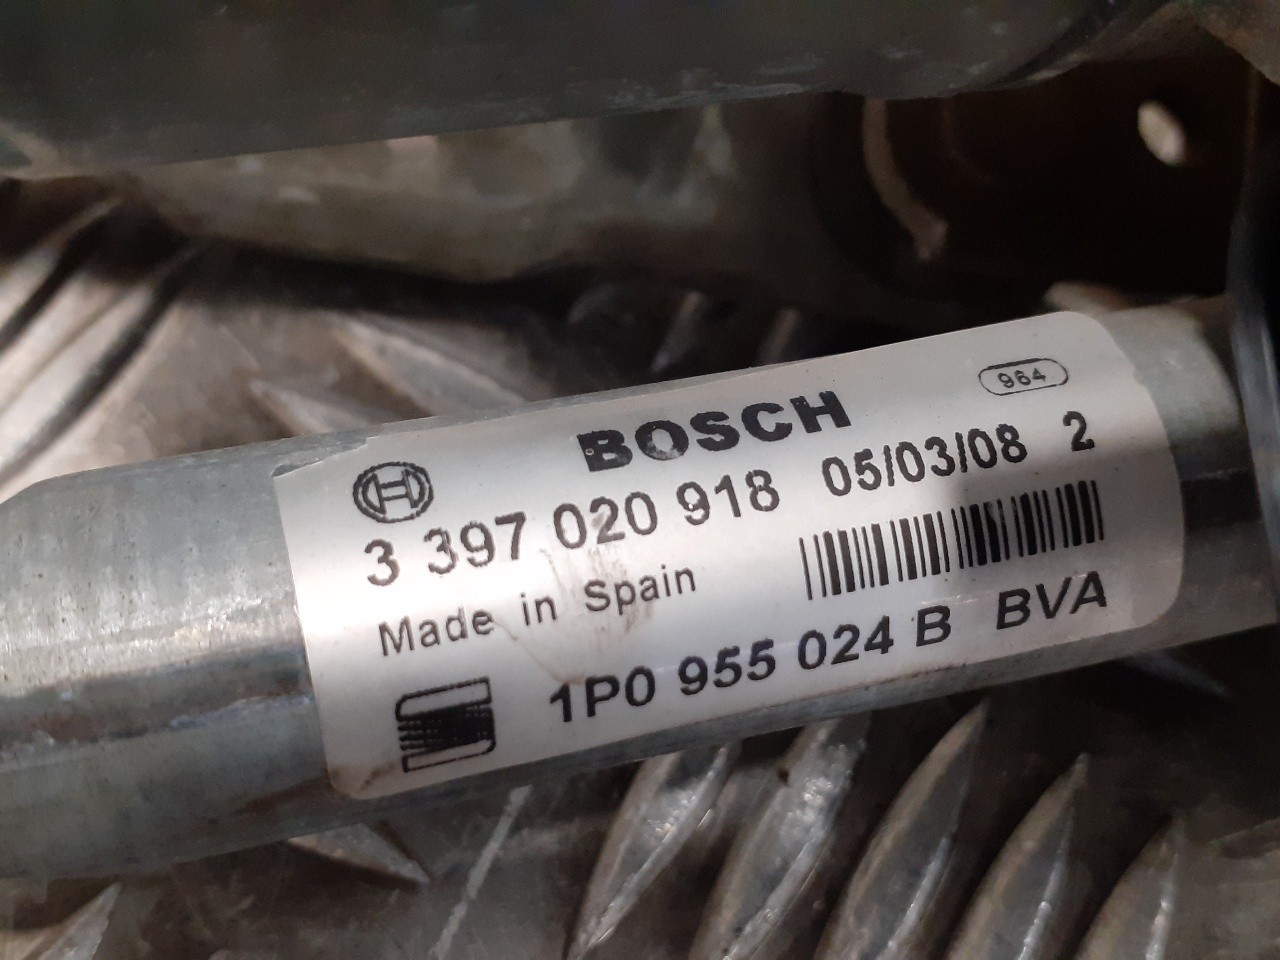 964
BOSCH
3 397 020 918 05/03/08 2
Made in Spain
1P0 955 024 B BVA